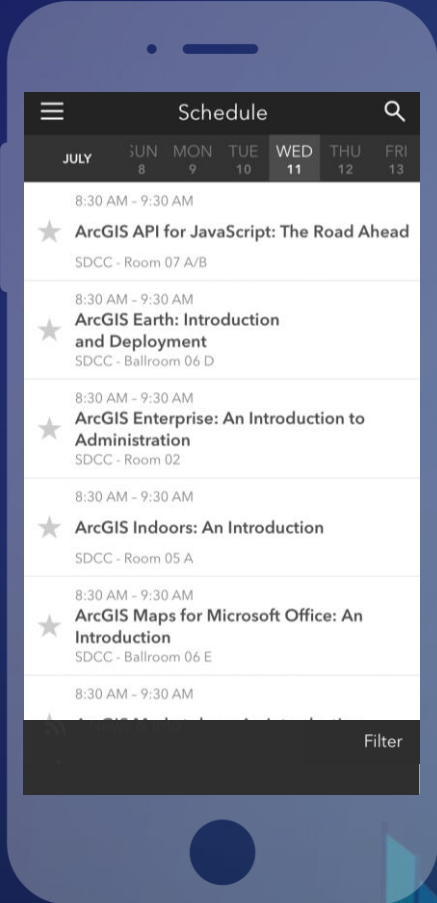 Schedule
JULY
SUN MON TUE WED THU FRI
8 9 10 11 12 13
8:30 AM – 9:30 AM
ArcGIS API for JavaScript: The Road Ahead
SDCC - Room 07 A/B
8:30 AM – 9:30 AM
ArcGIS Earth: Introduction
and Deployment
SDCC - Ballroom 06 D
8:30 AM – 9:30 AM
ArcGIS Enterprise: An Introduction to
Administration
SDCC - Room 02
8:30 AM – 9:30 AM
ArcGIS Indoors: An Introduction
SDCC - Room 05 A
8:30 AM – 9:30 AM
ArcGIS Maps for Microsoft Office: An
Introduction
SDCC - Ballroom 06 E
8:30 AM – 9:30 AM
Filter